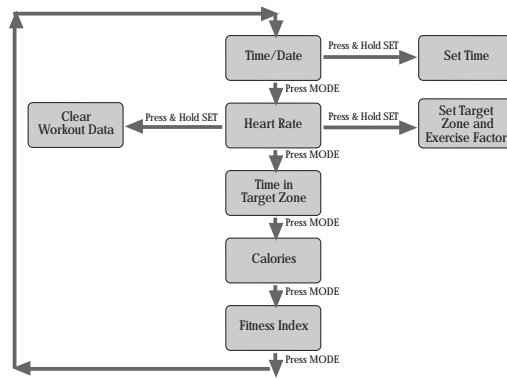 Time/Date
Press & Hold SET
Set Time
Press MODE
Clear
Workout Data
Press & Hold SET
Heart Rate
Press & Hold SET
Set Target
Zone and
Exercise Factor
Press MODE
Time in
Target Zone
Press MODE
Calories
Press MODE
Fitness Index
Press MODE